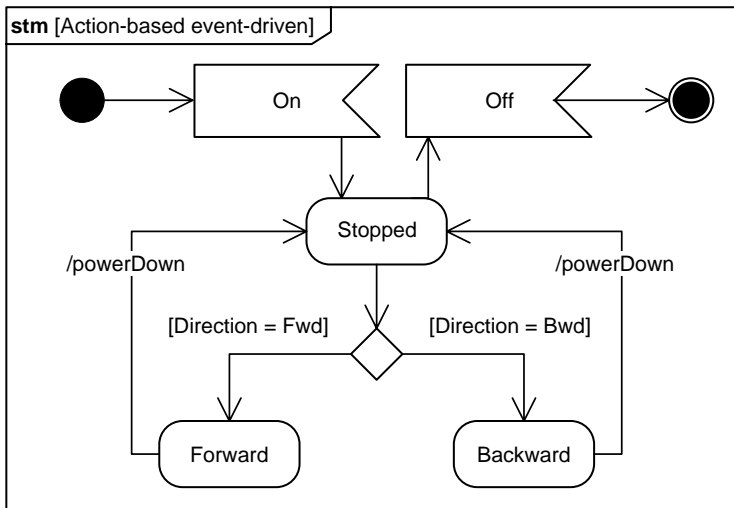 stm [Action-based event-driven]
On
Off
Stopped
/powerDown
/powerDown
[Direction = Fwd]
[Direction = Bwd]
Forward
Backward